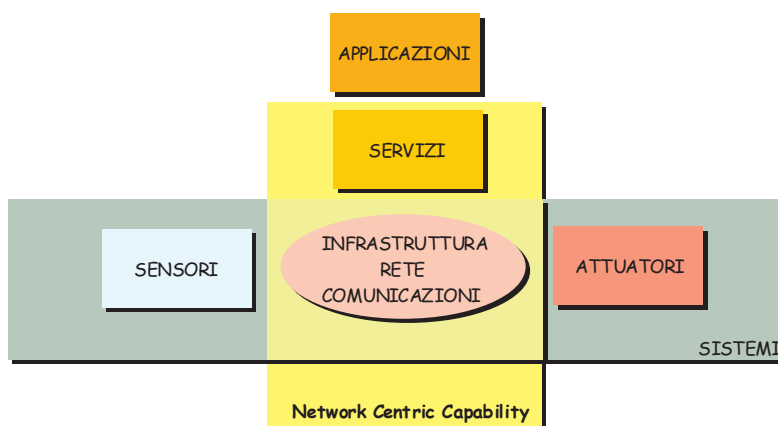 APPLICAZIONI
SERVIZI
SENSORI
INFRASTRUTTURA
RETE
COMUNICAZIONI
ATTUATORI
SISTEMI
Network Centric Capability